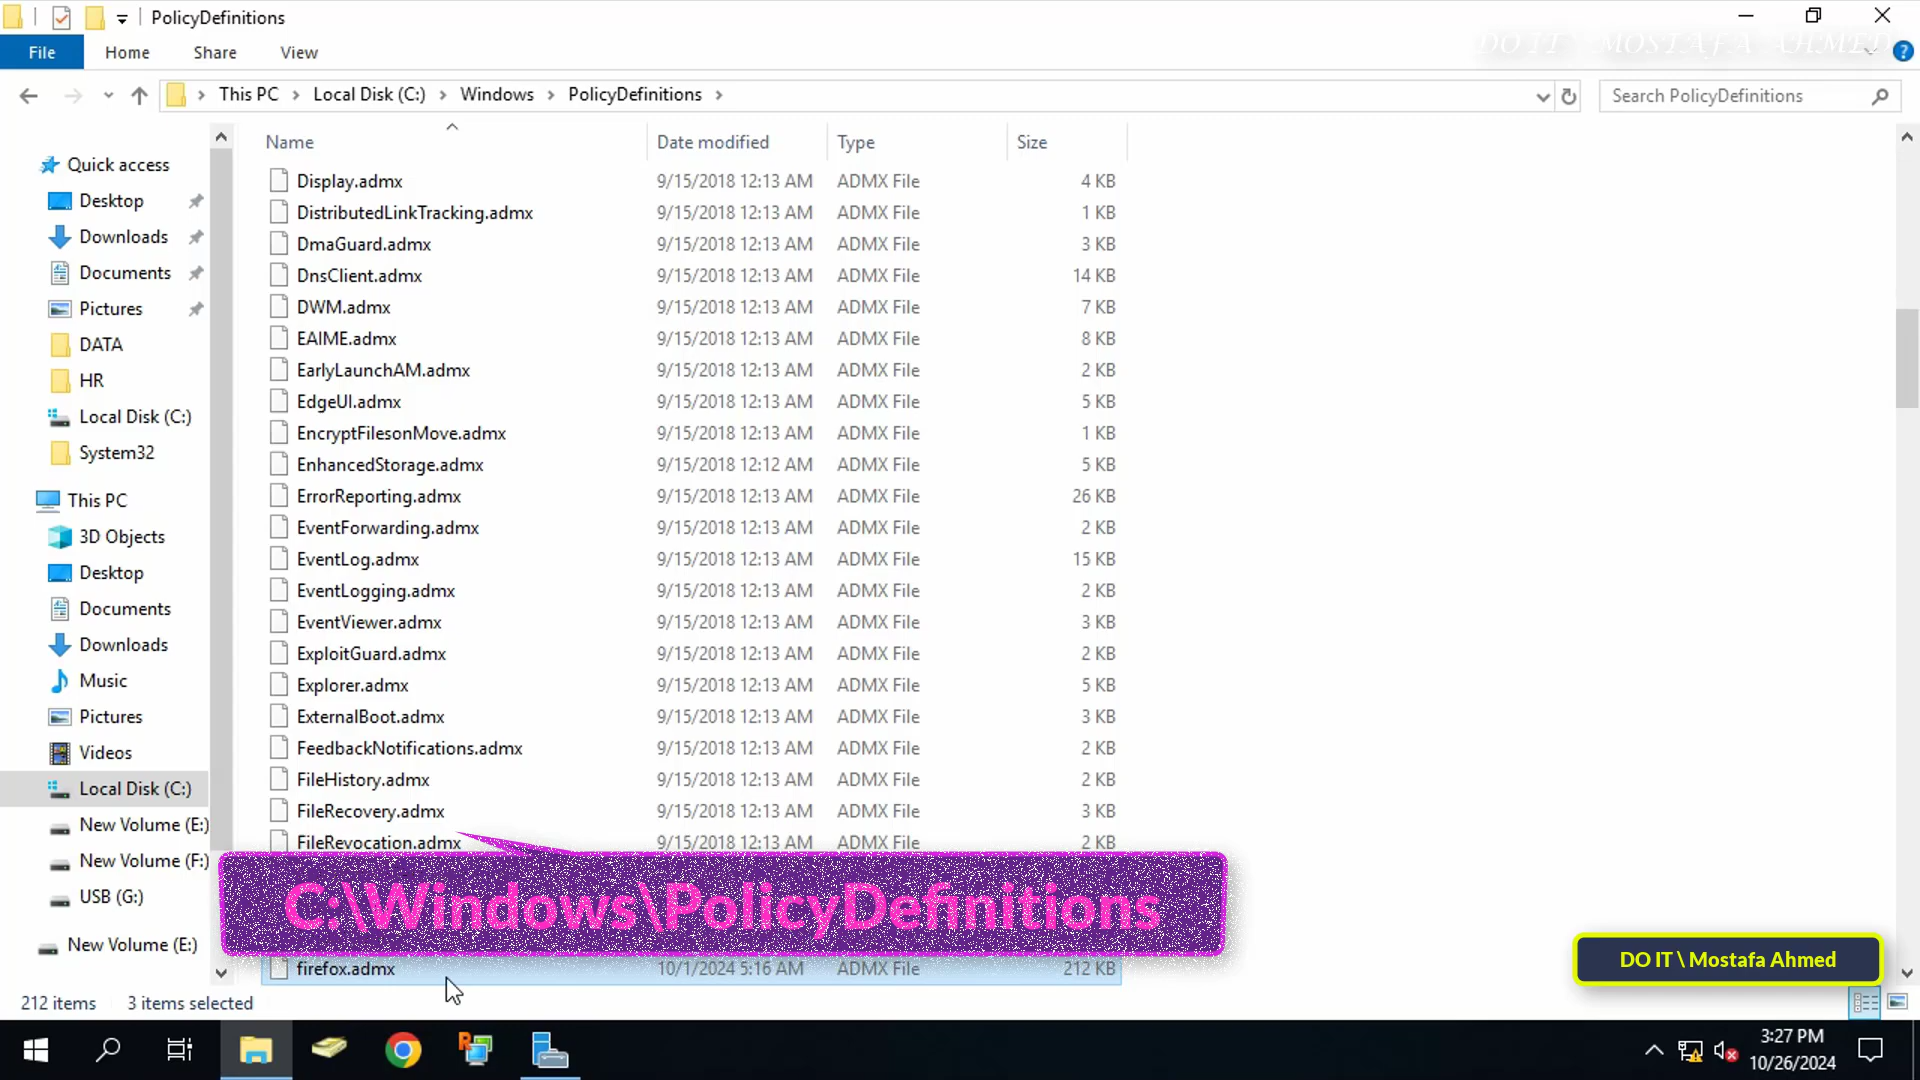 PolicyDefinitions
DO IT \ MOSTAFA AHMED
File Home Share View
This PC Local Disk (C:) Windows PolicyDefinitions
Search PolicyDefinitions
Quick access
Desktop
Downloads
Documents
Pictures
DATA
HR
Local Disk (C:)
System32
This PC
3D Objects
Desktop
Documents
Downloads
Music
Pictures
Videos
Local Disk (C:)
New Volume (E:)
New Volume (F:)
USB (G:)
New Volume (E:)
Name Date modified Type Size
Display.admx 9/15/2018 12:13 AM ADMX File 4 KB
DistributedLinkTracking.admx 9/15/2018 12:13 AM ADMX File 1 KB
DmaGuard.admx 9/15/2018 12:13 AM ADMX File 3 KB
DnsClient.admx 9/15/2018 12:13 AM ADMX File 14 KB
DWM.admx 9/15/2018 12:13 AM ADMX File 7 KB
EAIME.admx 9/15/2018 12:13 AM ADMX File 8 KB
EarlyLaunchAM.admx 9/15/2018 12:13 AM ADMX File 2 KB
EdgeUI.admx 9/15/2018 12:13 AM ADMX File 5 KB
EncryptFilesonMove.admx 9/15/2018 12:13 AM ADMX File 1 KB
EnhancedStorage.admx 9/15/2018 12:12 AM ADMX File 5 KB
ErrorReporting.admx 9/15/2018 12:13 AM ADMX File 26 KB
EventForwarding.admx 9/15/2018 12:13 AM ADMX File 2 KB
EventLog.admx 9/15/2018 12:13 AM ADMX File 15 KB
EventLogging.admx 9/15/2018 12:13 AM ADMX File 2 KB
EventViewer.admx 9/15/2018 12:13 AM ADMX File 3 KB
ExploitGuard.admx 9/15/2018 12:13 AM ADMX File 2 KB
Explorer.admx 9/15/2018 12:13 AM ADMX File 5 KB
ExternalBoot.admx 9/15/2018 12:13 AM ADMX File 3 KB
FeedbackNotifications.admx 9/15/2018 12:13 AM ADMX File 2 KB
FileHistory.admx 9/15/2018 12:13 AM ADMX File 2 KB
FileRecovery.admx 9/15/2018 12:13 AM ADMX File 3 KB
FileRevocation.admx 9/15/2018 12:13 AM ADMX File 2 KB
C:\Windows\PolicyDefinitions
firefox.admx 10/1/2024 5:16 AM ADMX File 212 KB
DO IT \ Mostafa Ahmed
212 items 3 items selected
3:27 PM
10/26/2024